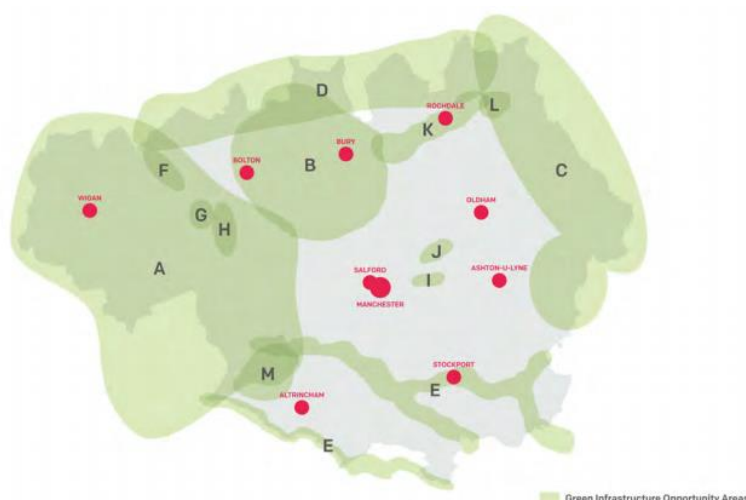 D
ROCHDALE
L
K
BURY
BOLTON
B
F
C
WIGAN
G
OLDHAM
H
J
A
SALFORD
ASHTON-U-LYNE
I
MANCHESTER
STOCKPORT
M
E
ALTRINCHAM
E
Green Infrastructure Opportunity Areas